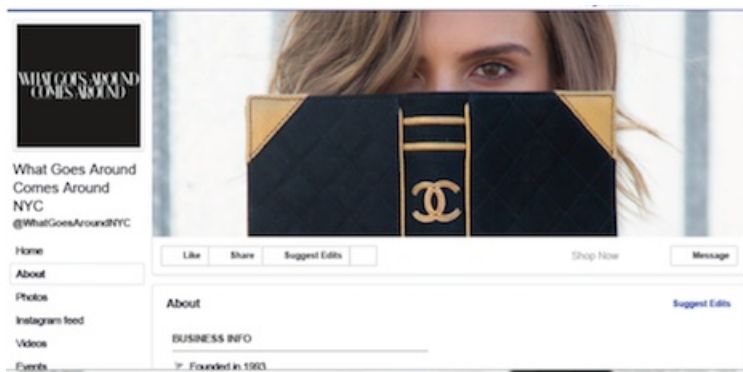 WHAT GOES AROUND
COMES AROUND
What Goes Around
Comes Around
NYC
@WhatGoesAroundNYC
Home
About
Photos
Instagram feed
Videos
Events
Like
Share
Suggest Edits
Shop Now
Message
About
Suggest Edits
BUSINESS INFO
Founded in 1993